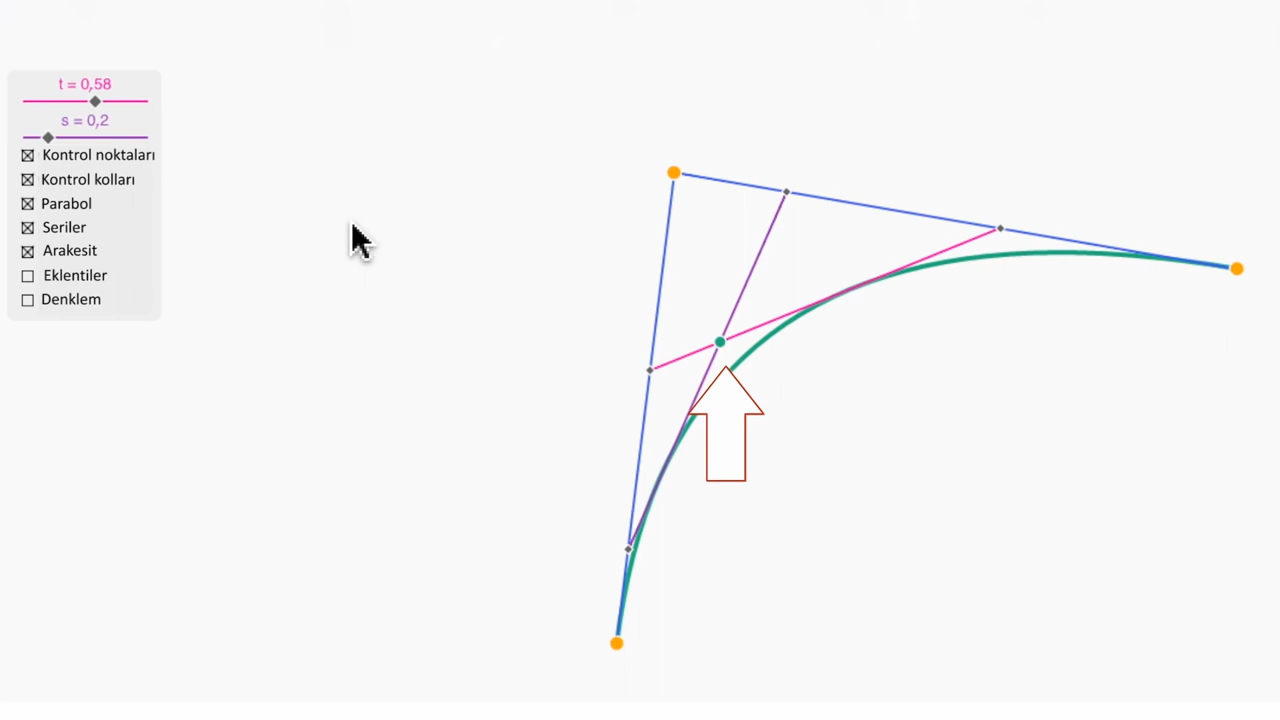 t = 0,58
s = 0,2
Kontrol noktaları
Kontrol kolları
Parabol
Seriler
Arakesit
Eklentiler
Denklem